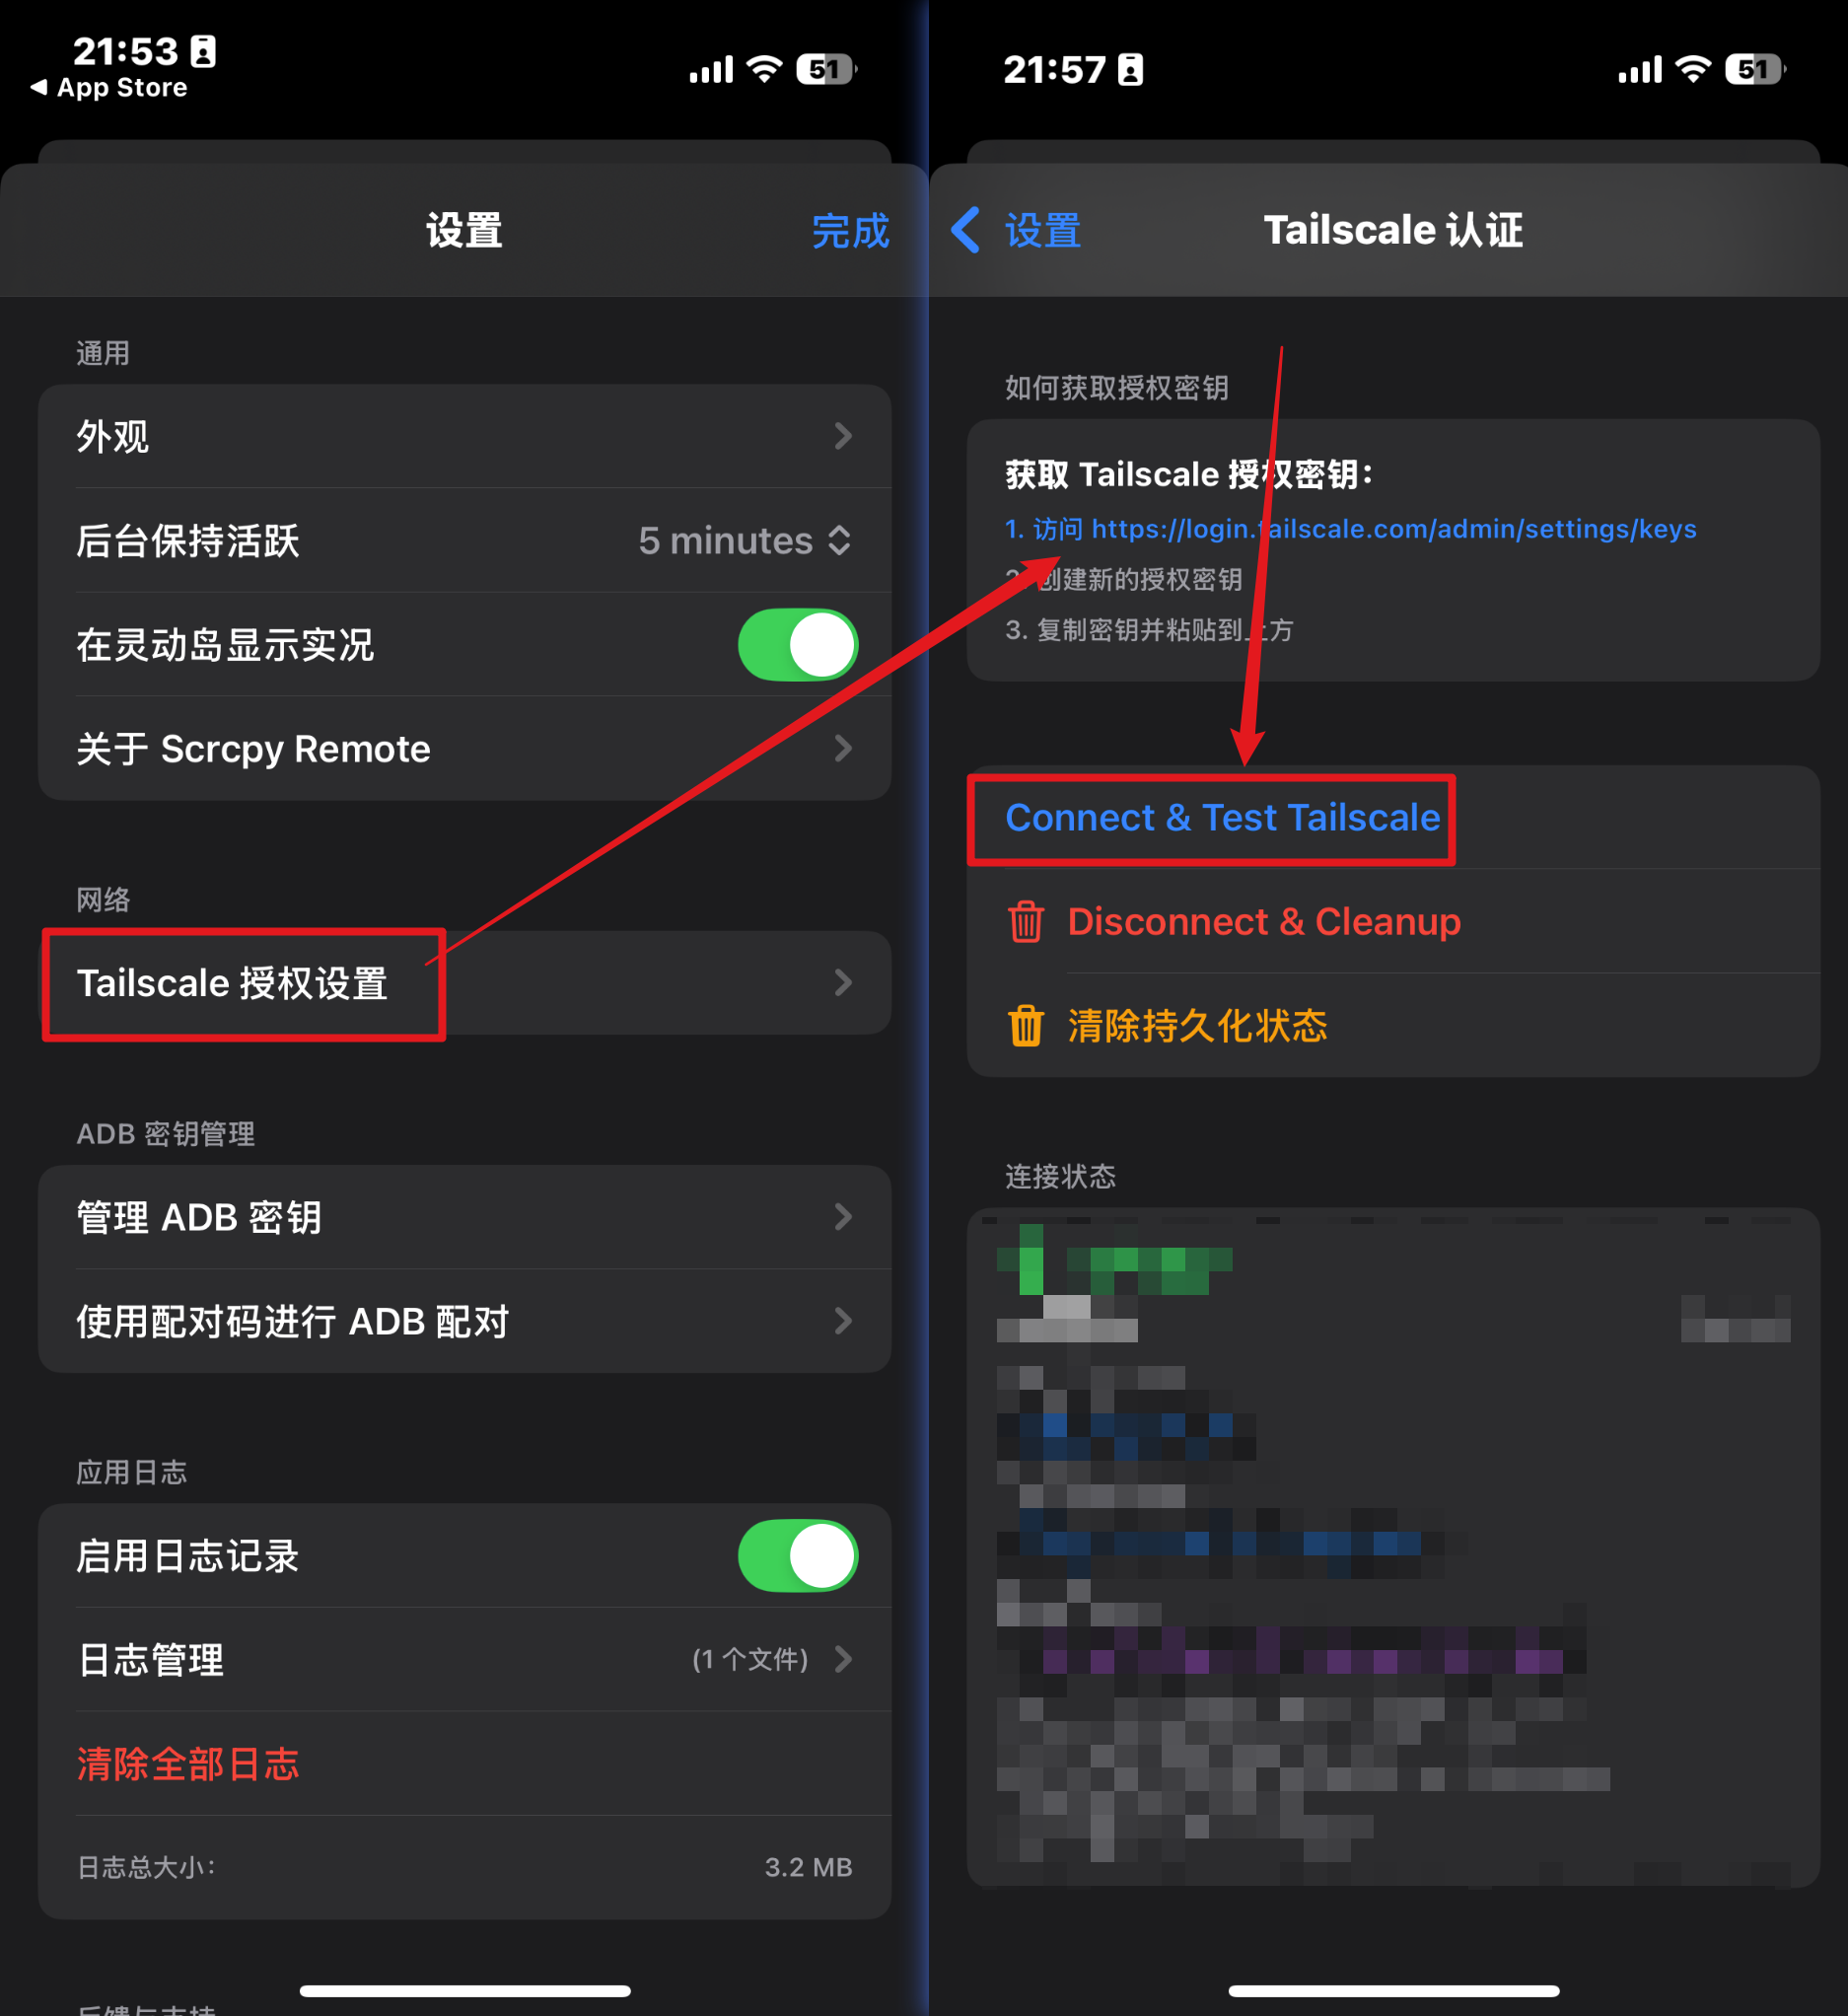 21:53
App Store
51
设置
完成
通用
外观
后台保持活跃
5 minutes
在灵动岛显示实况
关于 Scrcpy Remote
网络
Tailscale 授权设置
ADB 密钥管理
管理 ADB 密钥
使用配对码进行 ADB 配对
应用日志
启用日志记录
日志管理
(1 个文件)
清除全部日志
日志总大小:
3.2 MB
反馈与支持
21:57
51
设置
Tailscale 认证
如何获取授权密钥
获取 Tailscale 授权密钥:
1. 访问 https://login.tailscale.com/admin/settings/keys
2. 创建新的授权密钥
3. 复制密钥并粘贴到上方
Connect & Test Tailscale
Disconnect & Cleanup
清除持久化状态
连接状态